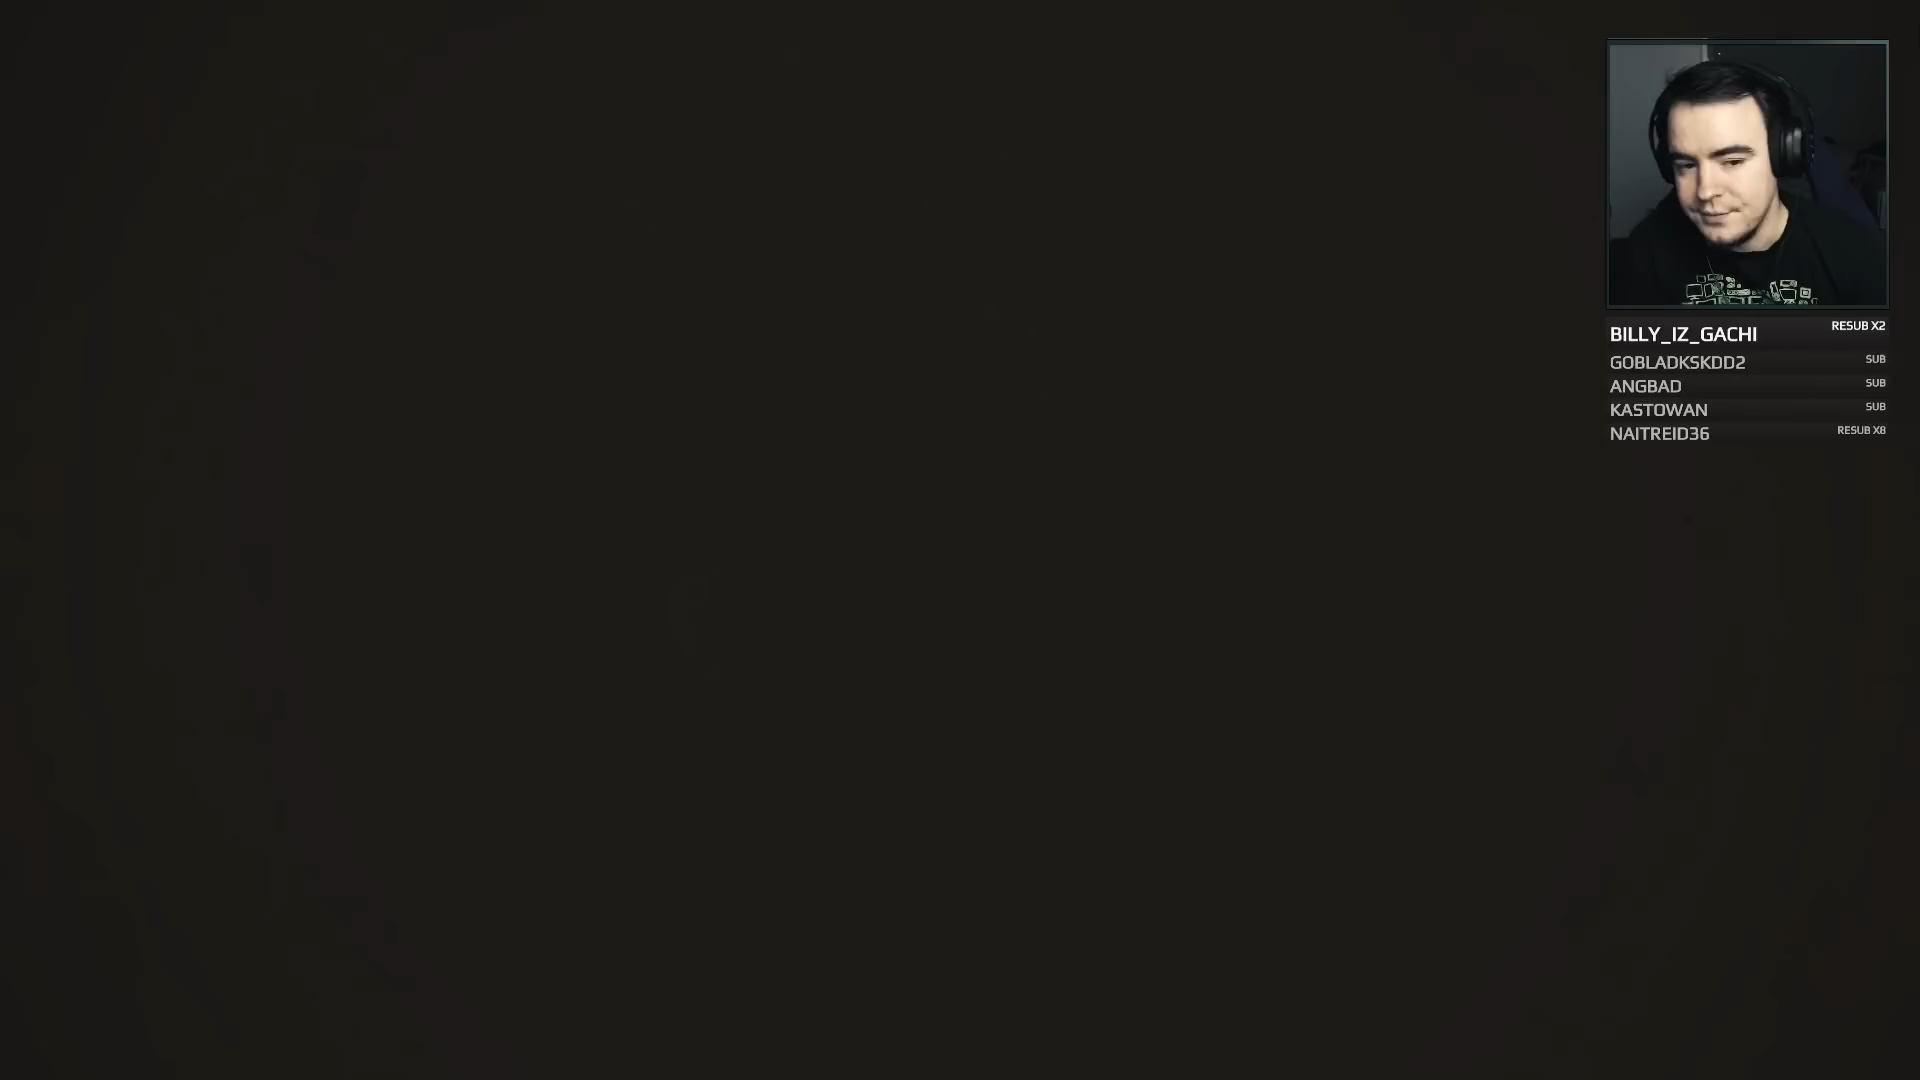 BILLY_IZ_GACHI RESUB X2
GOBLADKSKDD2 SUB
ANGBAD SUB
KASTOWAN SUB
NAITREID36 RESUB X8